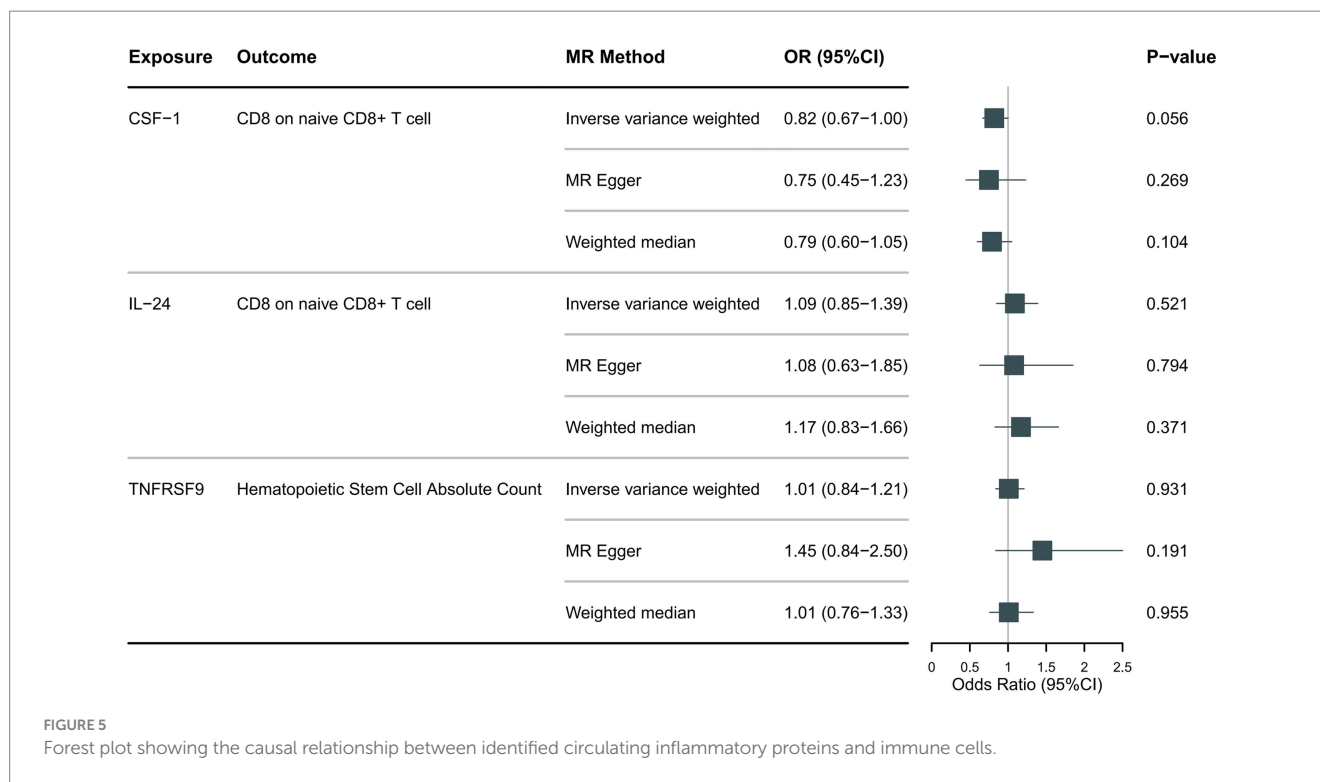 Exposure Outcome MR Method OR (95%CI) P−value
CSF−1 CD8 on naive CD8+ T cell Inverse variance weighted 0.82 (0.67−1.00) 0.056
MR Egger 0.75 (0.45−1.23) 0.269
Weighted median 0.79 (0.60−1.05) 0.104
IL−24 CD8 on naive CD8+ T cell Inverse variance weighted 1.09 (0.85−1.39) 0.521
MR Egger 1.08 (0.63−1.85) 0.794
Weighted median 1.17 (0.83−1.66) 0.371
TNFRSF9 Hematopoietic Stem Cell Absolute Count Inverse variance weighted 1.01 (0.84−1.21) 0.931
MR Egger 1.45 (0.84−2.50) 0.191
Weighted median 1.01 (0.76−1.33) 0.955
0 0.5 1 1.5 2 2.5
Odds Ratio (95%CI)
FIGURE 5
Forest plot showing the causal relationship between identified circulating inflammatory proteins and immune cells.